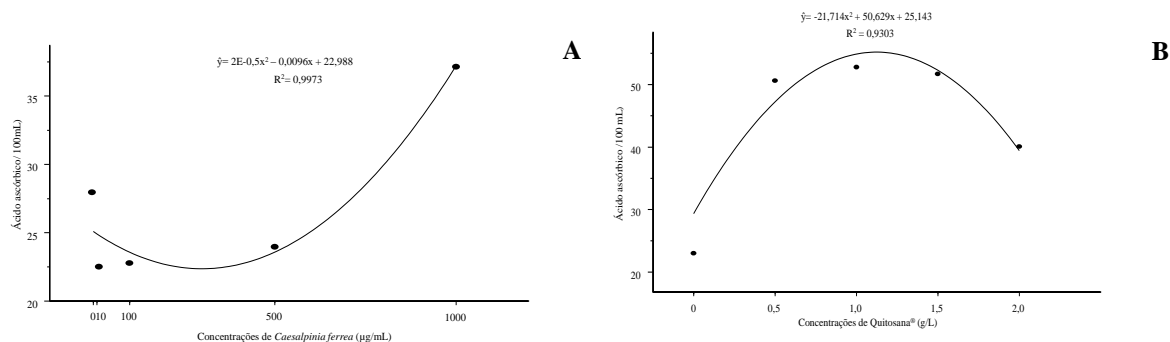 ŷ= 2E-0,5x² – 0,0096x + 22,988
R²= 0,9973
A
Ácido ascórbico/ 100mL)
35
30
25
20
010 100 500 1000
Concentrações de Caesalpinia ferrea (µg/mL)
ŷ= -21,714x² + 50,629x + 25,143
R² = 0,9303
B
Ácido ascórbico /100 mL)
50
40
30
20
0 0,5 1,0 1,5 2,0
Concentrações de Quitosana® (g/L)